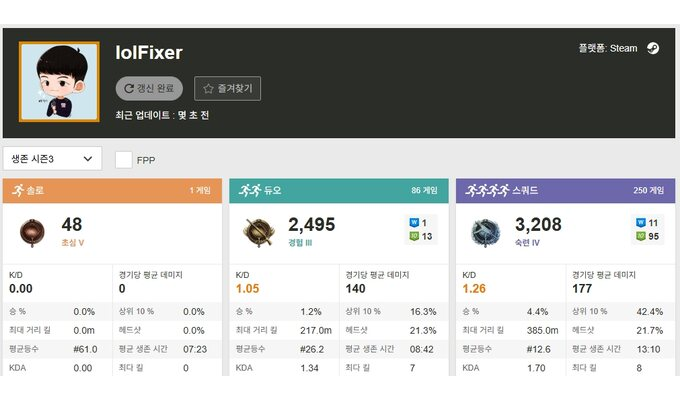 lolFixer
플랫폼: Steam
갱신 완료
즐겨찾기
최근 업데이트 : 몇 초 전
생존 시즌3
FPP
솔로 1 게임
48
초심 V
K/D 경기당 평균 데미지
0.00 0
승 % 0.0% 상위 10 % 0.0%
최대 거리 킬 0.0m 헤드샷 0.0%
평균등수 #61.0 평균 생존 시간 07:23
KDA 0.00 최다 킬 0
듀오 86 게임
2,495
경험 III
W 1
10 13
K/D 경기당 평균 데미지
1.05 140
승 % 1.2% 상위 10 % 16.3%
최대 거리 킬 217.0m 헤드샷 21.3%
평균등수 #26.2 평균 생존 시간 08:42
KDA 1.34 최다 킬 7
스쿼드 250 게임
3,208
숙련 IV
W 11
10 95
K/D 경기당 평균 데미지
1.26 177
승 % 4.4% 상위 10 % 42.4%
최대 거리 킬 385.0m 헤드샷 21.7%
평균등수 #12.6 평균 생존 시간 13:10
KDA 1.70 최다 킬 8